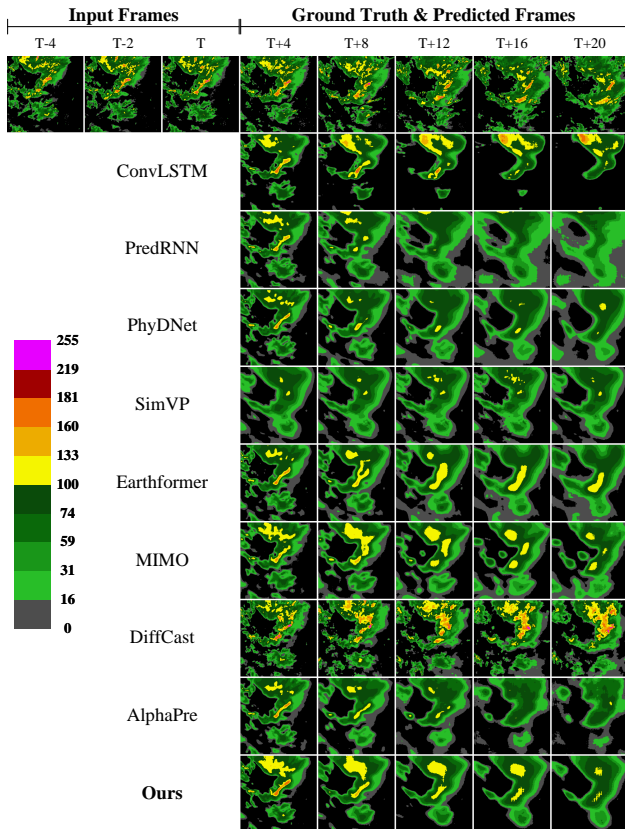 Input Frames
Ground Truth & Predicted Frames
T-4
T-2
T
T+4
T+8
T+12
T+16
T+20
ConvLSTM
PredRNN
PhyDNet
SimVP
Earthformer
MIMO
DiffCast
AlphaPre
Ours
255
219
181
160
133
100
74
59
31
16
0